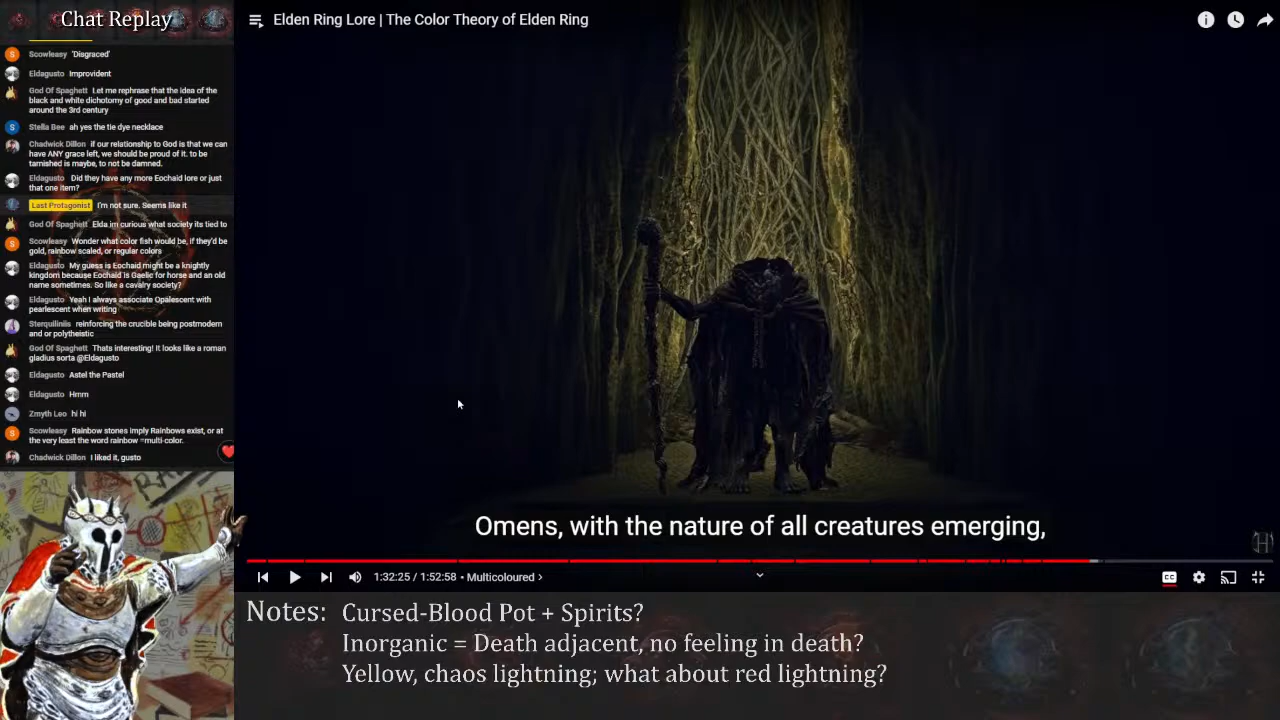 Chat Replay
Scowleasy 'Disgraced'
Eldagusto Improvident
God Of Spaghett Let me rephrase that the idea of the
black and white dichotomy of good and bad started
around the 3rd century
Stella Bee ah yes the tie dye necklace
Chadwick Dillon if our relationship to God is that we can
have ANY grace left, we should be proud of it. to be
tarnished is maybe, to not be damned.
Eldagusto Did they have any more Eochaid lore or just
that one item?
Last Protagonist I'm not sure. Seems like it
God Of Spaghett Elda im curious what society its tied to
Scowleasy Wonder what color fish would be, if they'd be
gold, rainbow scaled, or regular colors
Eldagusto My guess is Eochaid might be a knightly
kingdom because Eochaid is Gaelic for horse and an old
name sometimes. So like a cavalry society?
Eldagusto Yeah I always associate Opalescent with
pearlescent when writing
Sterquiliniis reinforcing the crucible being postmodern
and or polytheistic
God Of Spaghett Thats interesting! It looks like a roman
gladius sorta @Eldagusto
Eldagusto Astel the Pastel
Eldagusto Hmm
Zmyth Leo hi hi
Scowleasy Rainbow stones imply Rainbows exist, or at
the very least the word rainbow =multi-color.
Chadwick Dillon I liked it, gusto
Elden Ring Lore | The Color Theory of Elden Ring
Omens, with the nature of all creatures emerging,
1:32:25 / 1:52:58 • Multicoloured ›
CC
Notes: Cursed-Blood Pot + Spirits?
Inorganic = Death adjacent, no feeling in death?
Yellow, chaos lightning; what about red lightning?